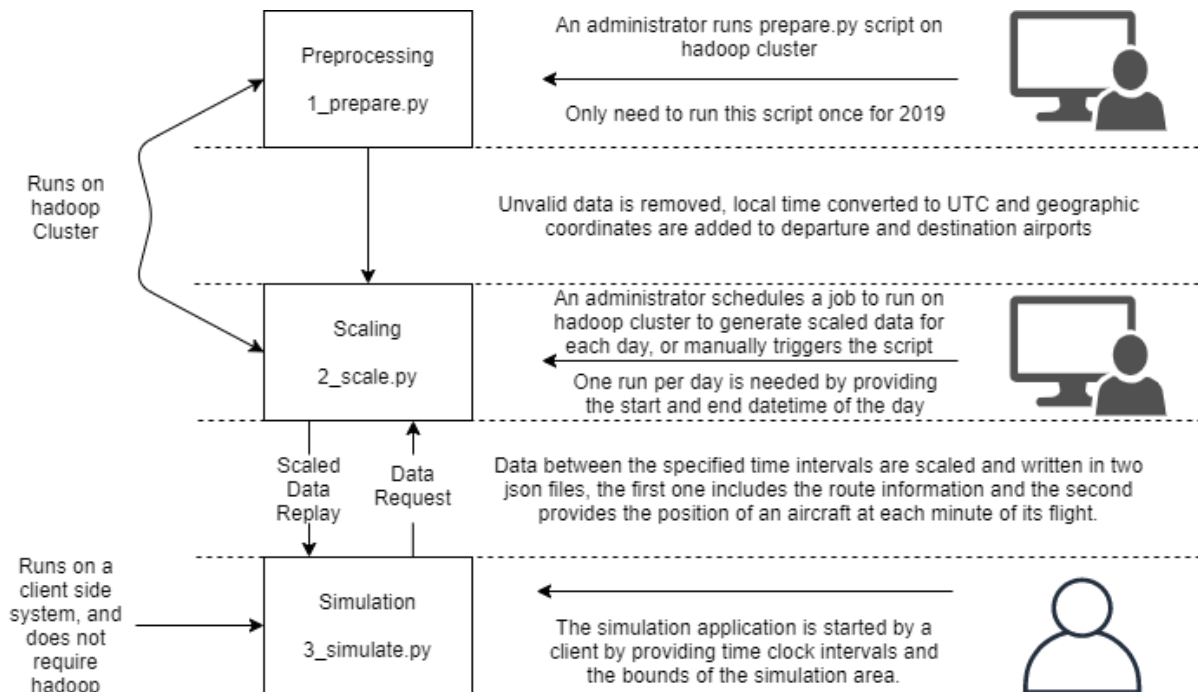 Preprocessing
1_prepare.py
An administrator runs prepare.py script on
hadoop cluster
Only need to run this script once for 2019
Runs on
hadoop
Cluster
Unvalid data is removed, local time converted to UTC and geographic
coordinates are added to departure and destination airports
Scaling
2_scale.py
An administrator schedules a job to run on
hadoop cluster to generate scaled data for
each day, or manually triggers the script
One run per day is needed by providing
the start and end datetime of the day
Scaled
Data
Replay
Data
Request
Data between the specified time intervals are scaled and written in two
json files, the first one includes the route information and the second
provides the position of an aircraft at each minute of its flight.
Runs on a
client side
system, and
does not
require
hadoop
Simulation
3_simulate.py
The simulation application is started by a
client by providing time clock intervals and
the bounds of the simulation area.